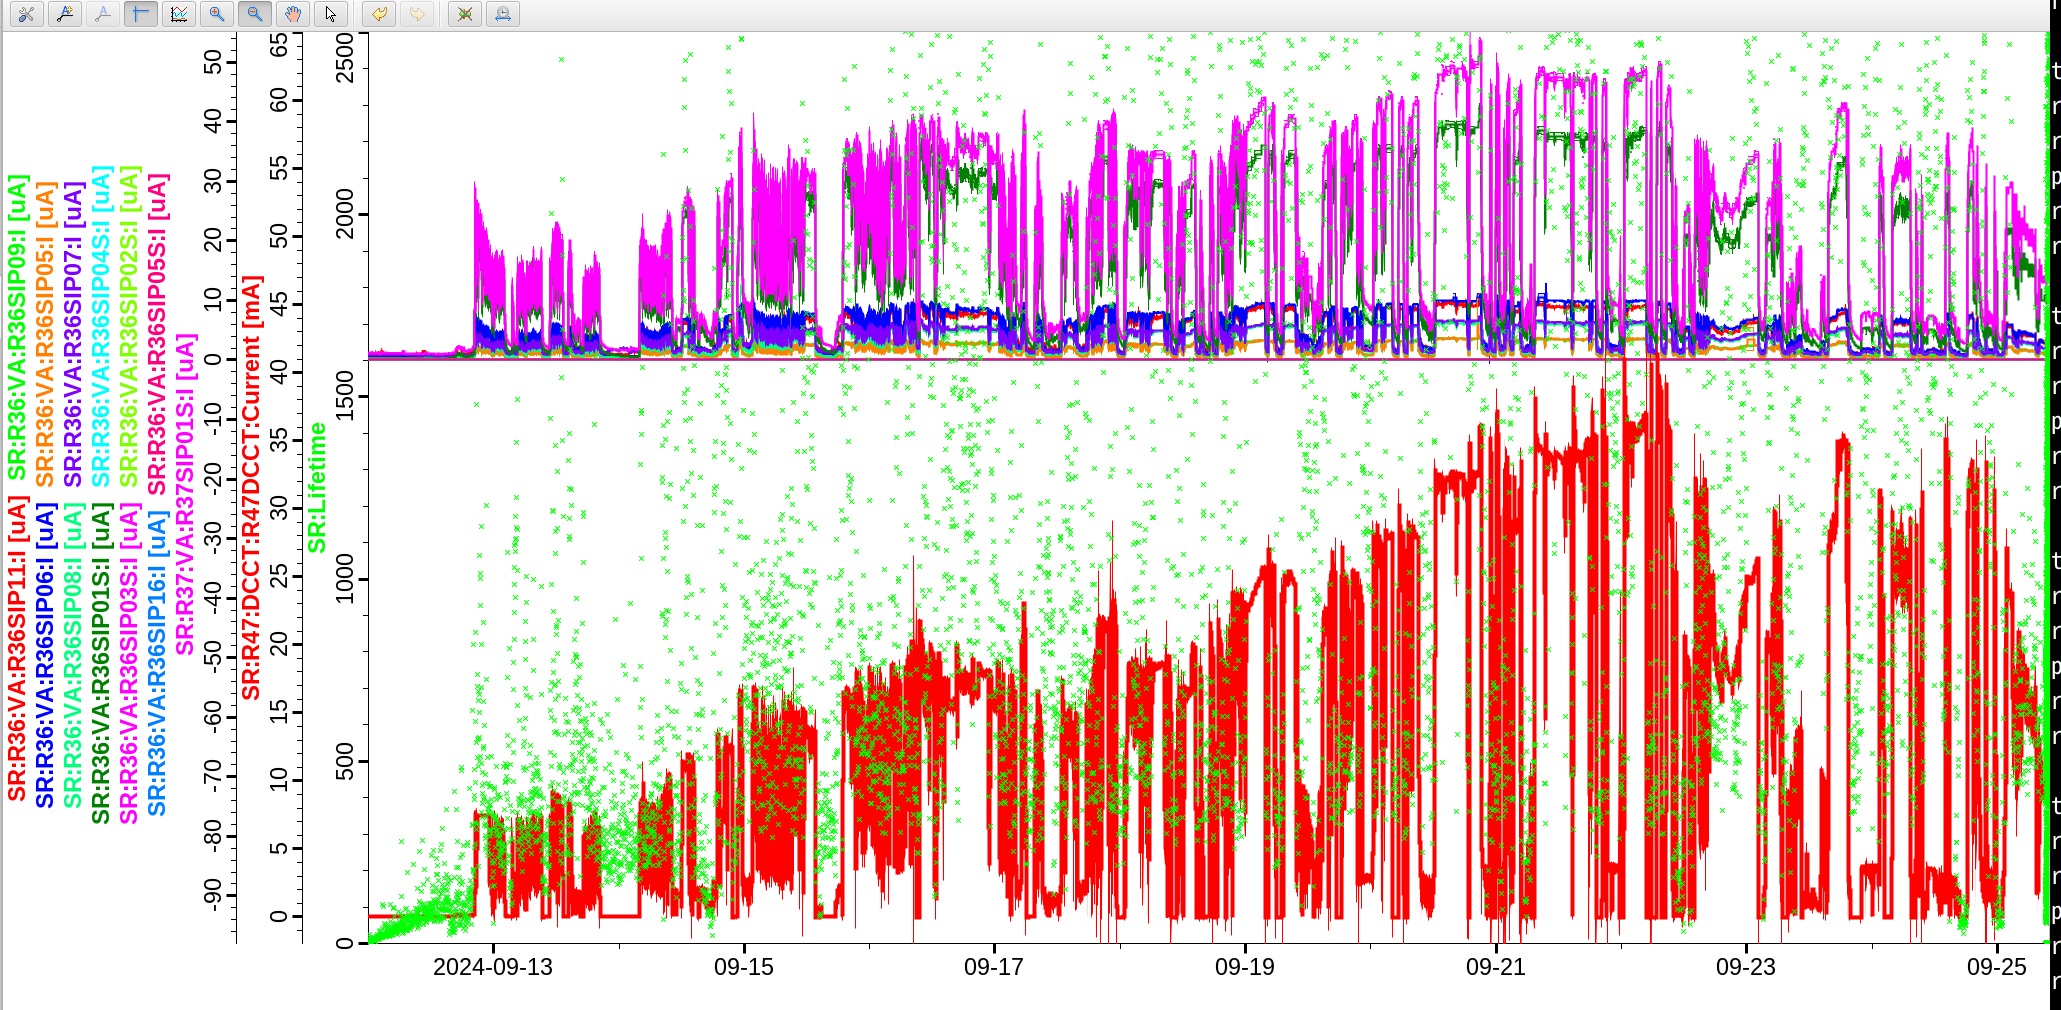 SR:R36:VA:R36SIP11:I [uA]
SR:R36:VA:R36SIP09:I [uA]
SR:R36:VA:R36SIP06:I [uA]
SR:R36:VA:R36SIP05:I [uA]
SR:R36:VA:R36SIP08:I [uA]
SR:R36:VA:R36SIP07:I [uA]
SR:R36:VA:R36SIP01S:I [uA]
SR:R36:VA:R36SIP04S:I [uA]
SR:R36:VA:R36SIP03S:I [uA]
SR:R36:VA:R36SIP02S:I [uA]
SR:R36:VA:R36SIP16:I [uA]
SR:R36:VA:R36SIP05S:I [uA]
SR:R37:VA:R37SIP01S:I [uA]
-90 -80 -70 -60 -50 -40 -30 -20 -10 0 10 20 30 40 50
SR:R47:DCCT:R47DCCT:Current [mA]
0 5 10 15 20 25 30 35 40 45 50 55 60 65
SR:Lifetime
0 500 1000 1500 2000 2500
2024-09-13 09-15 09-17 09-19 09-21 09-23 09-25